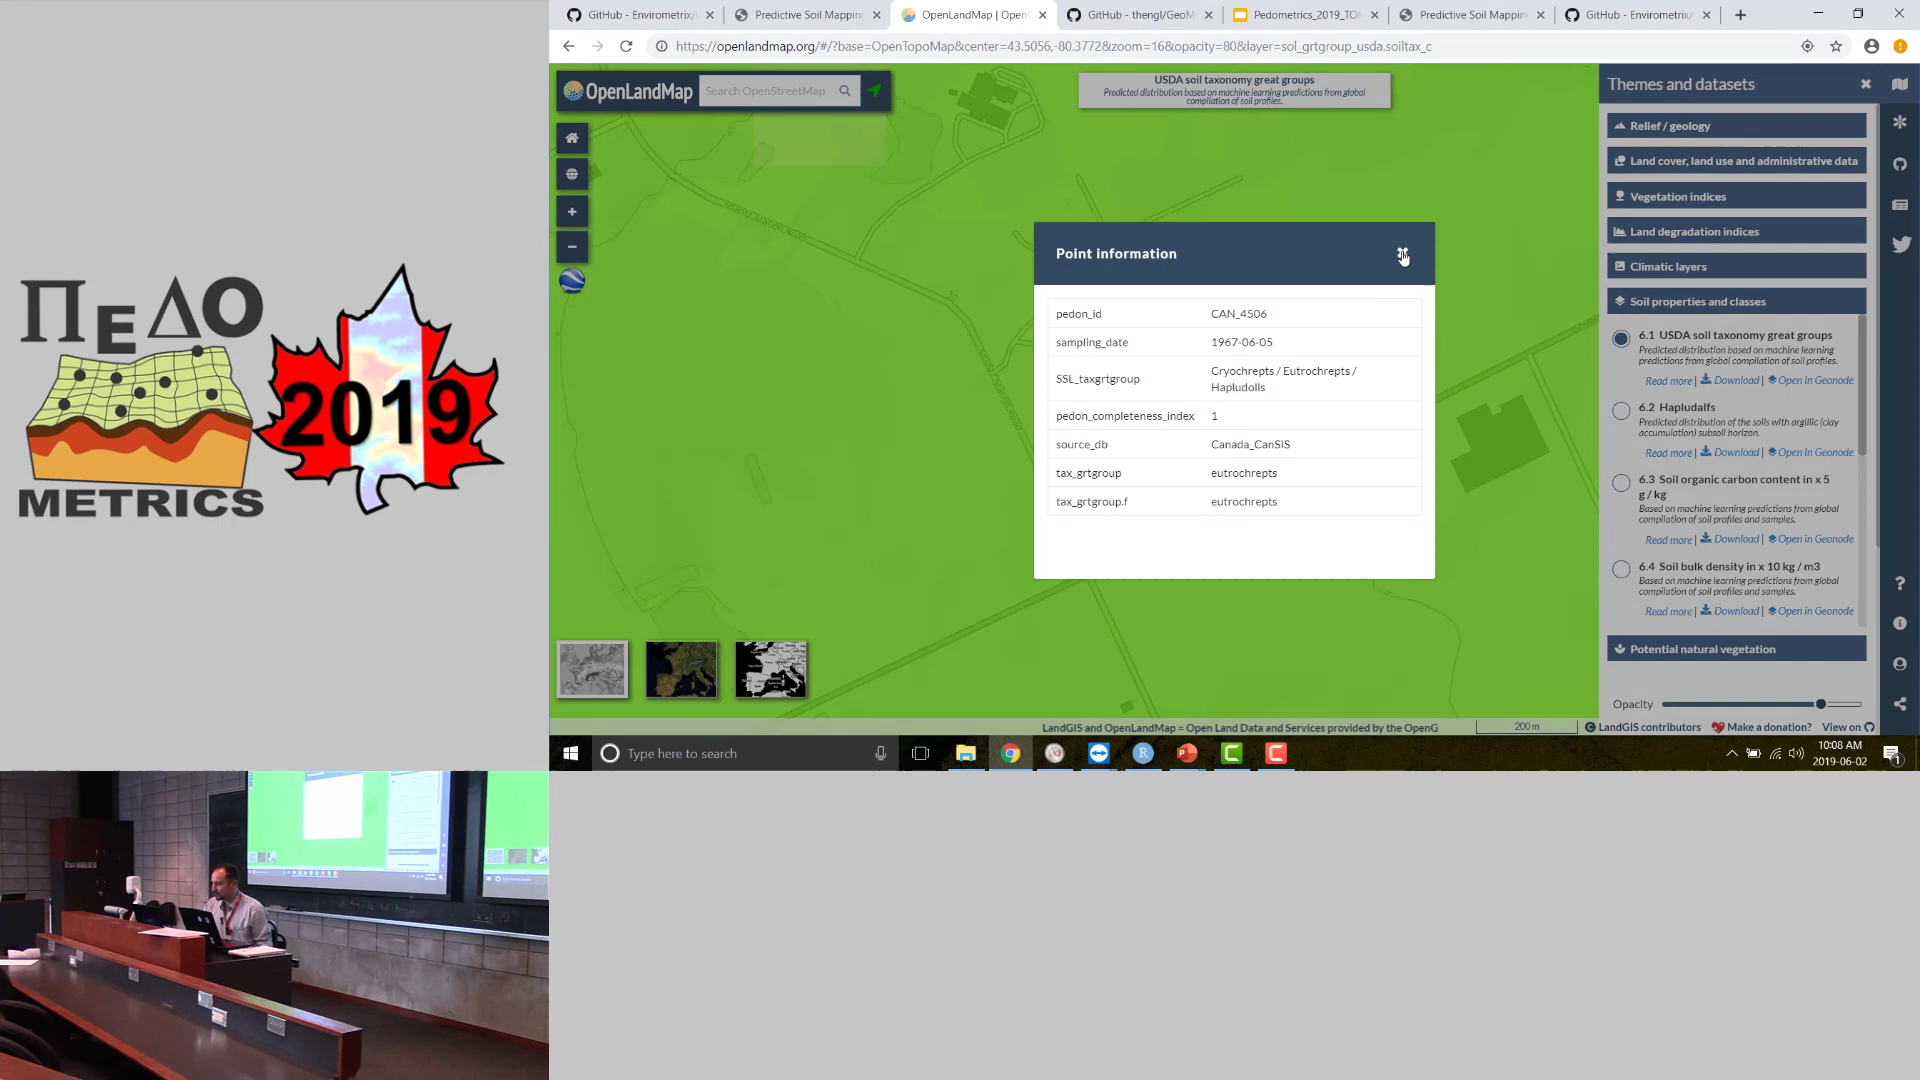 ΠΕΔΟ
METRICS
2019
GitHub - Envirometrix/
Predictive Soil Mapping
OpenLandMap | Open
GitHub - thengl/GeoM
Pedometrics_2019_TOM
Predictive Soil Mapping
GitHub - Envirometrix/
https://openlandmap.org/#/?base=OpenTopoMap&center=43.5056,-80.3772&zoom=16&opacity=80&layer=sol_grtgroup_usda.soiltax_c
OpenLandMap
Search OpenStreetMap
USDA soil taxonomy great groups
Predicted distribution based on machine learning predictions from global
compilation of soil profiles.
Point information
pedon_id CAN_4506
sampling_date 1967-06-05
SSL_taxgrtgroup Cryochrepts / Eutrochrepts /
Hapludolls
pedon_completeness_index 1
source_db Canada_CanSIS
tax_grtgroup eutrochrepts
tax_grtgroup.f eutrochrepts
Themes and datasets
Relief / geology
Land cover, land use and administrative data
Vegetation indices
Land degradation indices
Climatic layers
Soil properties and classes
6.1 USDA soil taxonomy great groups
Predicted distribution based on machine learning
predictions from global compilation of soil profiles.
Read more | Download | Open in Geonode
6.2 Hapludalfs
Predicted distribution of the soils with argillic (clay
accumulation) subsoil horizon.
Read more | Download | Open in Geonode
6.3 Soil organic carbon content in x 5
g / kg
Based on machine learning predictions from global
compilation of soil profiles and samples.
Read more | Download | Open in Geonode
6.4 Soil bulk density in x 10 kg / m3
Based on machine learning predictions from global
compilation of soil profiles and samples.
Read more | Download | Open in Geonode
Potential natural vegetation
Opacity
LandGIS and OpenLandMap = Open Land Data and Services provided by the OpenG
200 m
LandGIS contributors
Make a donation?
View on
Type here to search
10:08 AM
2019-06-02
1